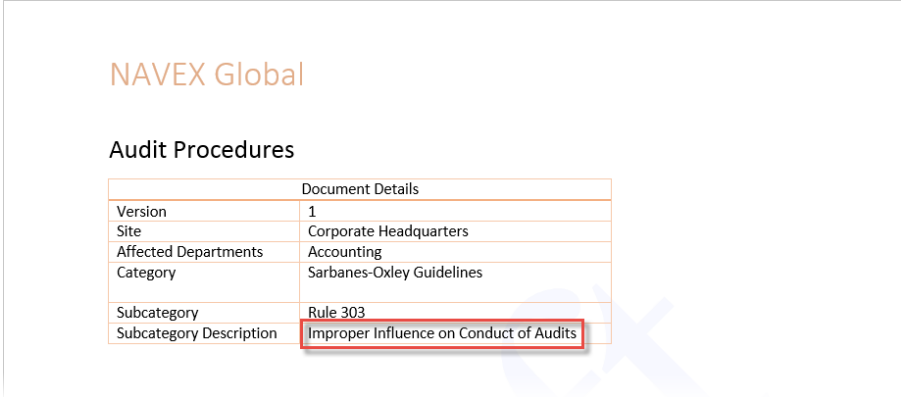 NAVEX Global
Audit Procedures
Document Details
Version 1
Site Corporate Headquarters
Affected Departments Accounting
Category Sarbanes-Oxley Guidelines
Subcategory Rule 303
Subcategory Description Improper Influence on Conduct of Audits